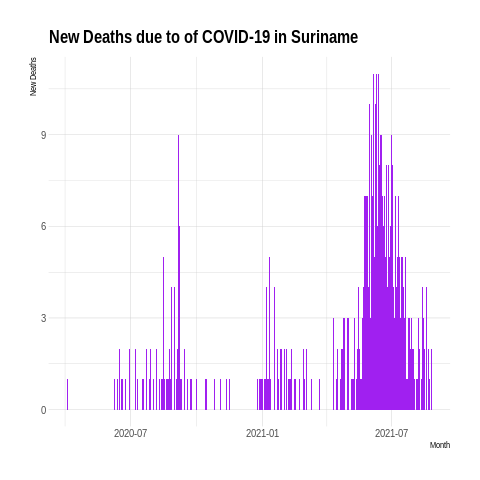 New Deaths due to of COVID-19 in Suriname
New Deaths
9
6
3
0
2020-07
2021-01
2021-07
Month